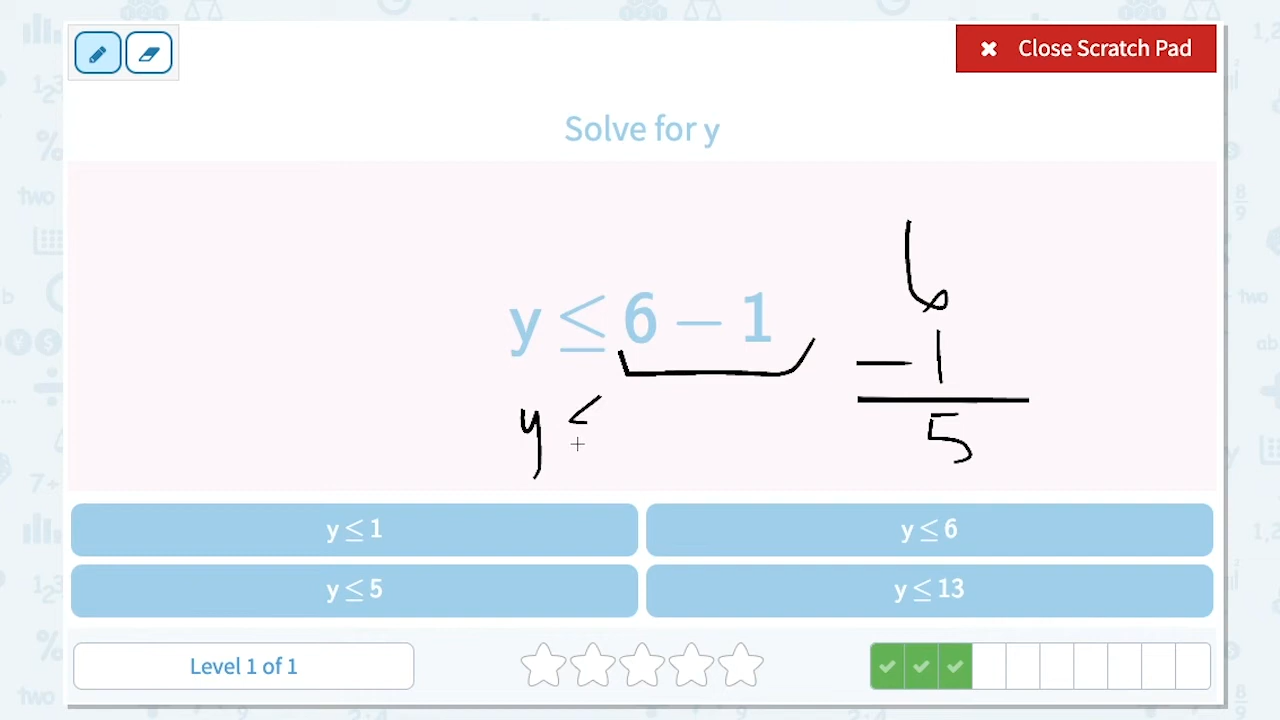 Close Scratch Pad
Solve for y
y ≤ 6 − 1
6
− 1
5
y <
y ≤ 1
y ≤ 6
y ≤ 5
y ≤ 13
Level 1 of 1